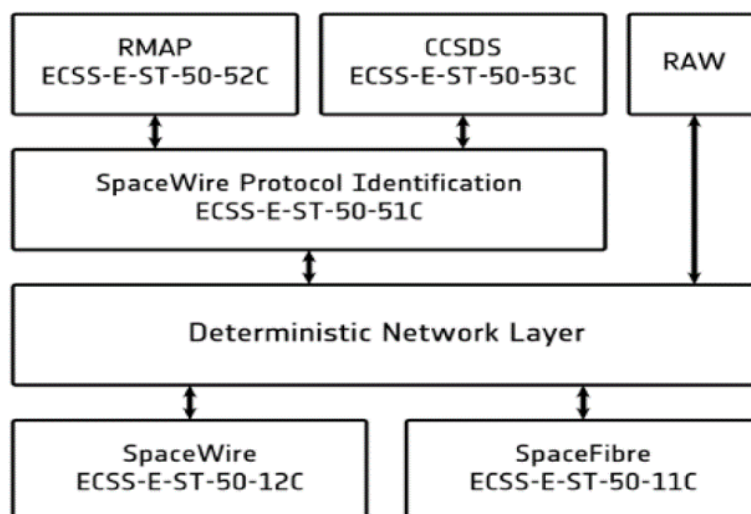 RMAP
ECSS-E-ST-50-52C
CCSDS
ECSS-E-ST-50-53C
RAW
SpaceWire Protocol Identification
ECSS-E-ST-50-51C
Deterministic Network Layer
SpaceWire
ECSS-E-ST-50-12C
SpaceFibre
ECSS-E-ST-50-11C